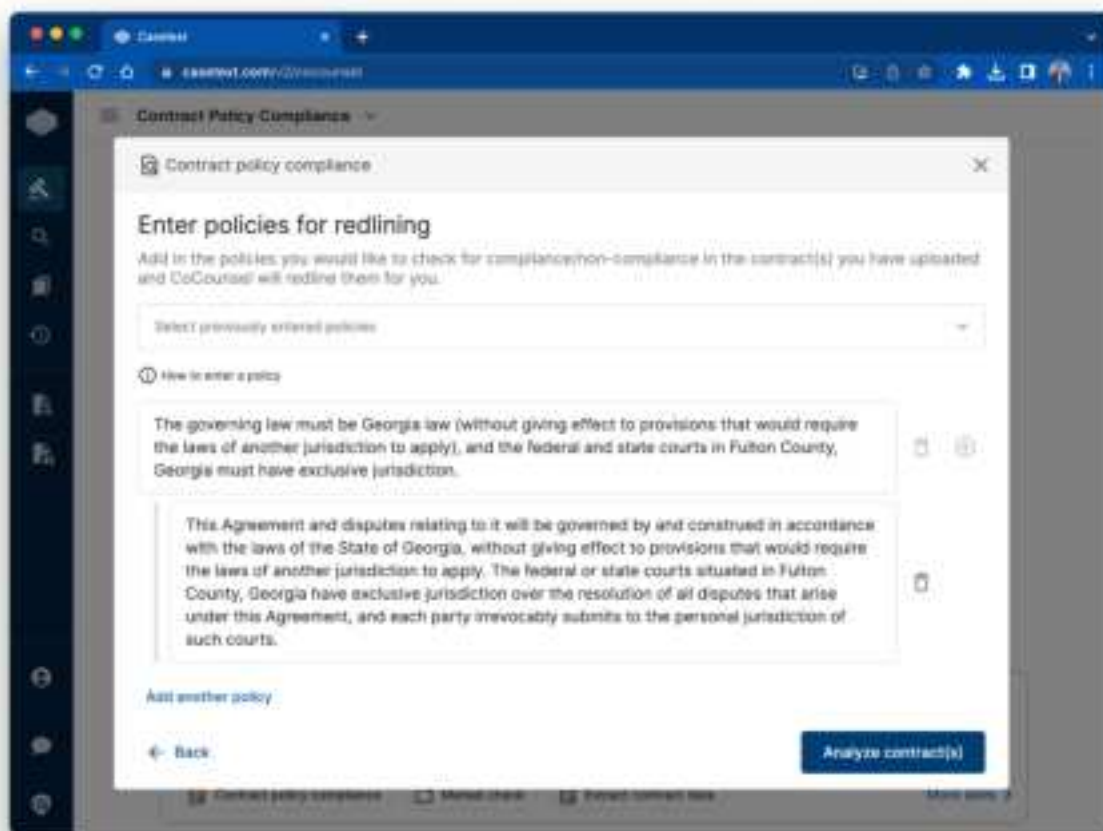 Casetext
casetext.com
Contract Policy Compliance
Contract policy compliance
Enter policies for redlining
Add in the policies you would like to check for compliance/non-compliance in the contract(s) you have uploaded
and CoCounsel will redline them for you.
Select previously entered policies
How to enter a policy
The governing law must be Georgia law (without giving effect to provisions that would require
the laws of another jurisdiction to apply), and the federal and state courts in Fulton County,
Georgia must have exclusive jurisdiction.
This Agreement and disputes relating to it will be governed by and construed in accordance
with the laws of the State of Georgia, without giving effect to provisions that would require
the laws of another jurisdiction to apply. The federal or state courts situated in Fulton
County, Georgia have exclusive jurisdiction over the resolution of all disputes that arise
under this Agreement, and each party irrevocably submits to the personal jurisdiction of
such courts.
Add another policy
Back
Analyze contract(s)
Contract policy compliance
Extract contract data